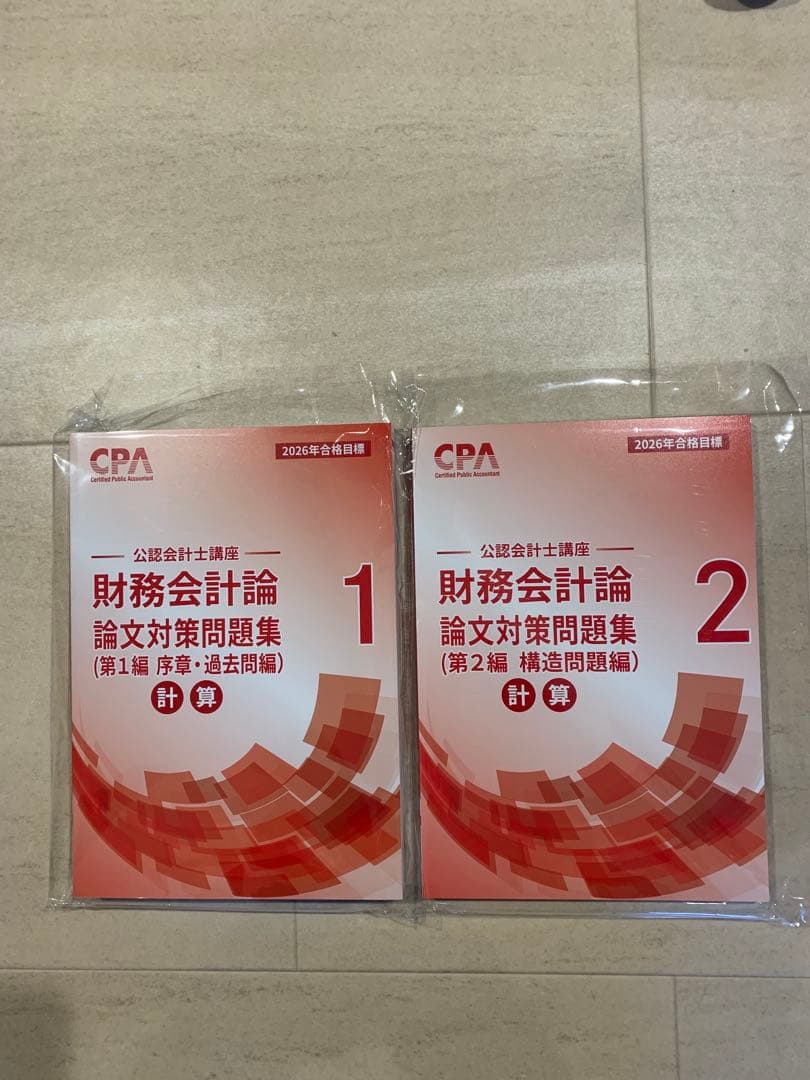 CPA
Certified Public Accountant
2026年合格目標
公認会計士講座
財務会計論
論文対策問題集
(第1編 序章・過去問編)
計算
1
CPA
Certified Public Accountant
2026年合格目標
公認会計士講座
財務会計論
論文対策問題集
(第2編 構造問題編)
計算
2